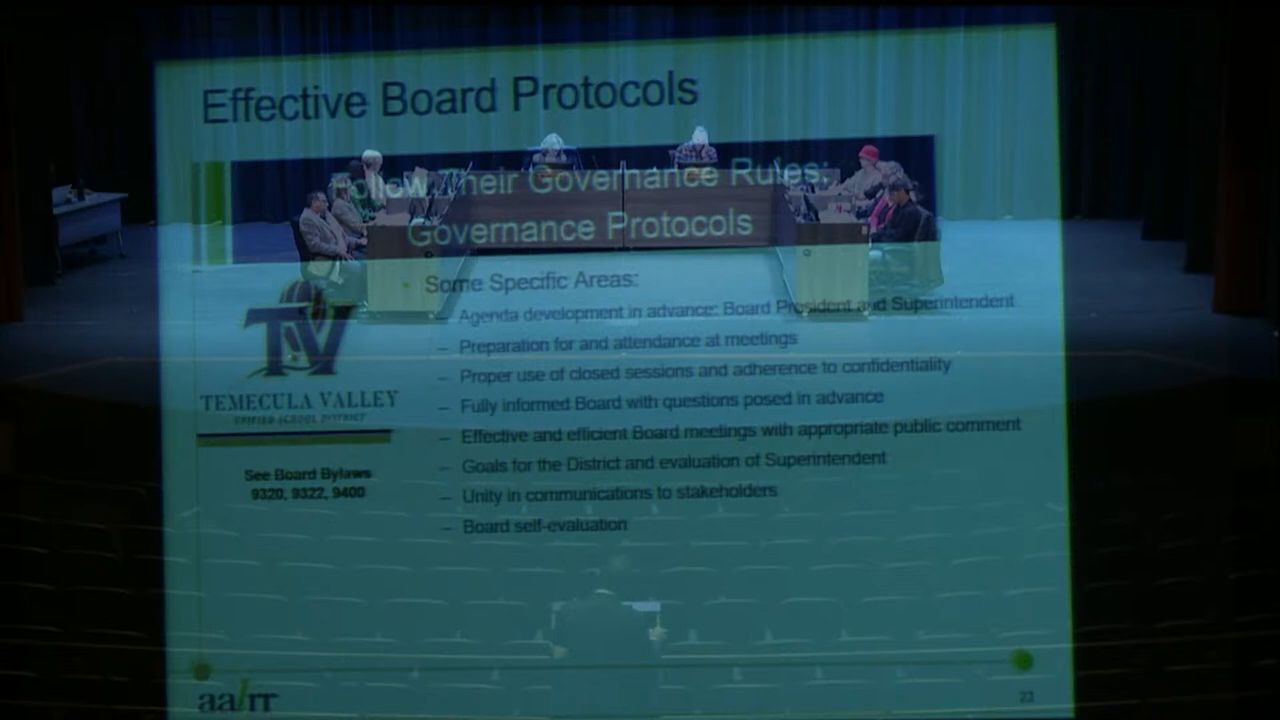 Effective Board Protocols
Follow Their Governance Rules:
Governance Protocols
Some Specific Areas:
– Agenda development in advance: Board President and Superintendent
– Preparation for and attendance at meetings
– Proper use of closed sessions and adherence to confidentiality
– Fully informed Board with questions posed in advance
– Effective and efficient Board meetings with appropriate public comment
– Goals for the District and evaluation of Superintendent
– Unity in communications to stakeholders
– Board self-evaluation
TV
TEMECULA VALLEY
UNIFIED SCHOOL DISTRICT
See Board Bylaws
9320, 9322, 9400
aalrr
23